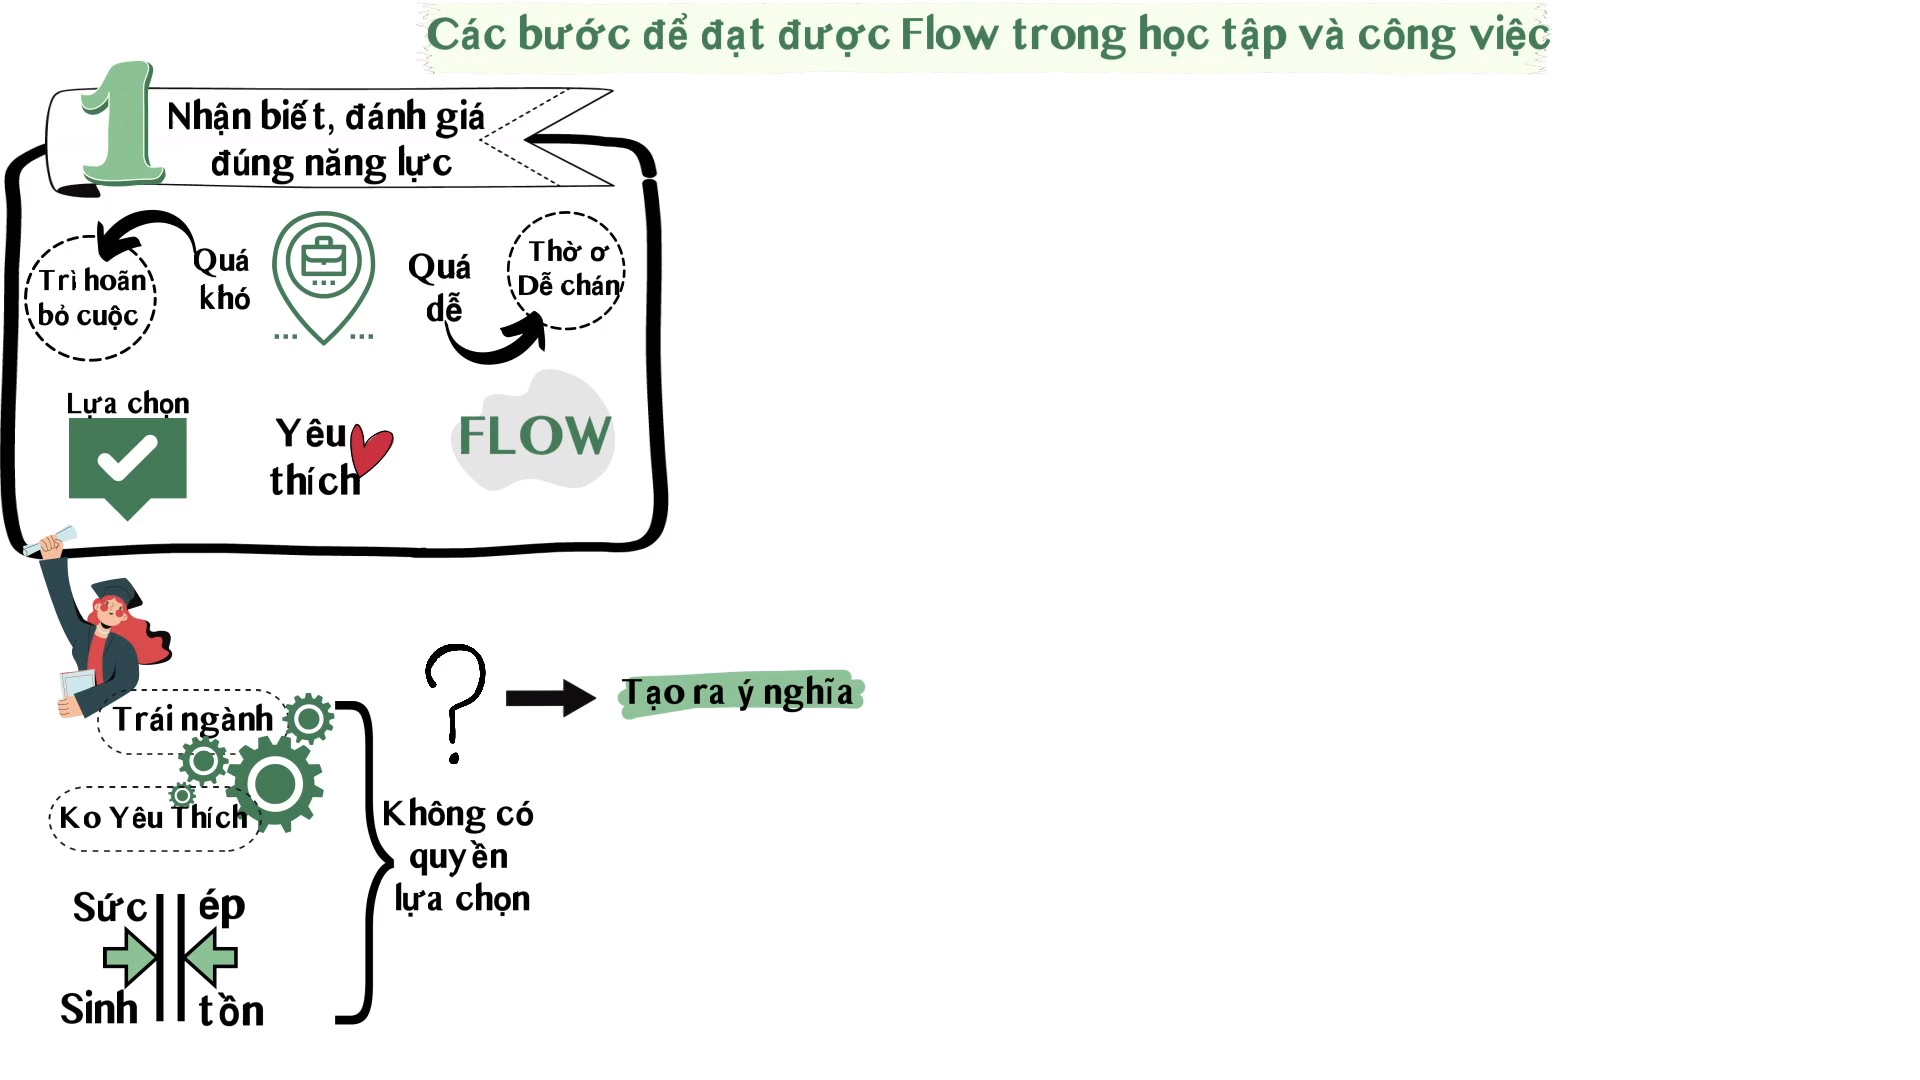 Các bước để đạt được Flow trong học tập và công việc
1
Nhận biết, đánh giá
đúng năng lực
Trì hoãn
bỏ cuộc
Quá
khó
Quá
dễ
Thờ ơ
Dễ chán
Lựa chọn
Yêu
thích
FLOW
Trái ngành
Ko Yêu Thích
Sức ép
Sinh tồn
?
Không có
quyền
lựa chọn
Tạo ra ý nghĩa